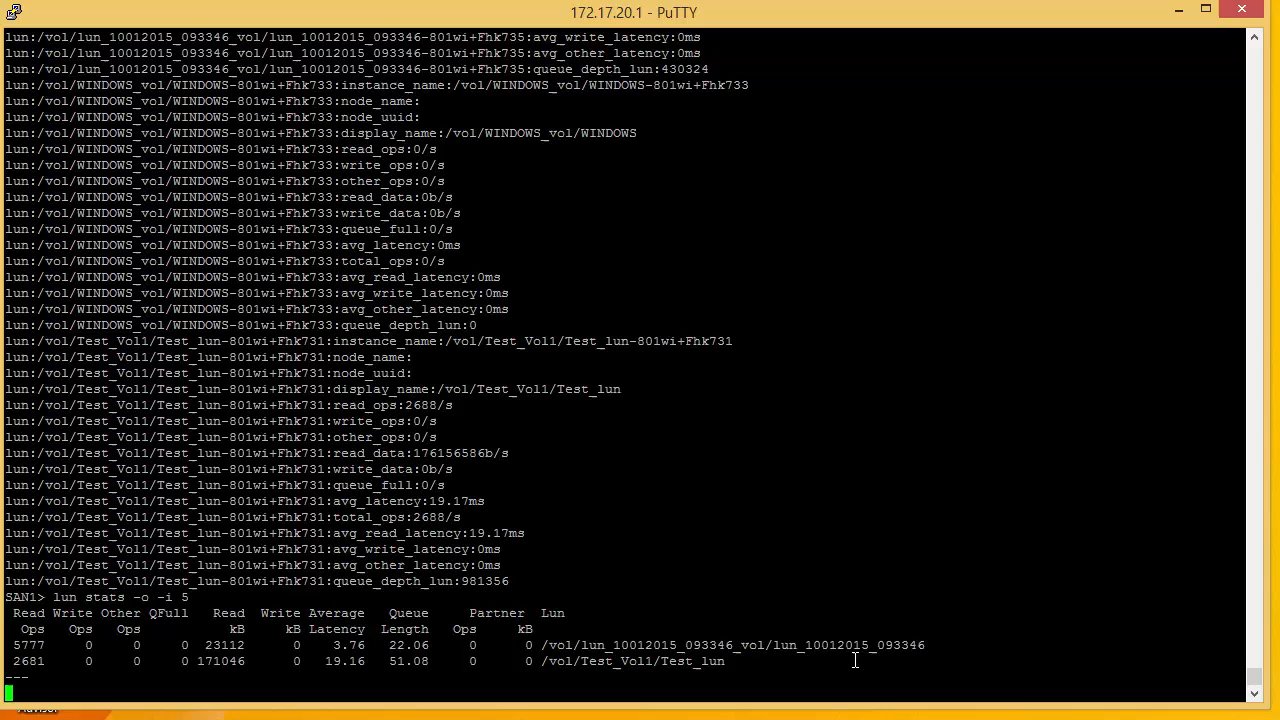 172.17.20.1 - PuTTY
lun:/vol/lun_10012015_093346_vol/lun_10012015_093346-801wi+Fhk735:avg_write_latency:0ms
lun:/vol/lun_10012015_093346_vol/lun_10012015_093346-801wi+Fhk735:avg_other_latency:0ms
lun:/vol/lun_10012015_093346_vol/lun_10012015_093346-801wi+Fhk735:queue_depth_lun:430324
lun:/vol/WINDOWS_vol/WINDOWS-801wi+Fhk733:instance_name:/vol/WINDOWS_vol/WINDOWS-801wi+Fhk733
lun:/vol/WINDOWS_vol/WINDOWS-801wi+Fhk733:node_name:
lun:/vol/WINDOWS_vol/WINDOWS-801wi+Fhk733:node_uuid:
lun:/vol/WINDOWS_vol/WINDOWS-801wi+Fhk733:display_name:/vol/WINDOWS_vol/WINDOWS
lun:/vol/WINDOWS_vol/WINDOWS-801wi+Fhk733:read_ops:0/s
lun:/vol/WINDOWS_vol/WINDOWS-801wi+Fhk733:write_ops:0/s
lun:/vol/WINDOWS_vol/WINDOWS-801wi+Fhk733:other_ops:0/s
lun:/vol/WINDOWS_vol/WINDOWS-801wi+Fhk733:read_data:0b/s
lun:/vol/WINDOWS_vol/WINDOWS-801wi+Fhk733:write_data:0b/s
lun:/vol/WINDOWS_vol/WINDOWS-801wi+Fhk733:queue_full:0/s
lun:/vol/WINDOWS_vol/WINDOWS-801wi+Fhk733:avg_latency:0ms
lun:/vol/WINDOWS_vol/WINDOWS-801wi+Fhk733:total_ops:0/s
lun:/vol/WINDOWS_vol/WINDOWS-801wi+Fhk733:avg_read_latency:0ms
lun:/vol/WINDOWS_vol/WINDOWS-801wi+Fhk733:avg_write_latency:0ms
lun:/vol/WINDOWS_vol/WINDOWS-801wi+Fhk733:avg_other_latency:0ms
lun:/vol/WINDOWS_vol/WINDOWS-801wi+Fhk733:queue_depth_lun:0
lun:/vol/Test_Vol1/Test_lun-801wi+Fhk731:instance_name:/vol/Test_Vol1/Test_lun-801wi+Fhk731
lun:/vol/Test_Vol1/Test_lun-801wi+Fhk731:node_name:
lun:/vol/Test_Vol1/Test_lun-801wi+Fhk731:node_uuid:
lun:/vol/Test_Vol1/Test_lun-801wi+Fhk731:display_name:/vol/Test_Vol1/Test_lun
lun:/vol/Test_Vol1/Test_lun-801wi+Fhk731:read_ops:2688/s
lun:/vol/Test_Vol1/Test_lun-801wi+Fhk731:write_ops:0/s
lun:/vol/Test_Vol1/Test_lun-801wi+Fhk731:other_ops:0/s
lun:/vol/Test_Vol1/Test_lun-801wi+Fhk731:read_data:176156586b/s
lun:/vol/Test_Vol1/Test_lun-801wi+Fhk731:write_data:0b/s
lun:/vol/Test_Vol1/Test_lun-801wi+Fhk731:queue_full:0/s
lun:/vol/Test_Vol1/Test_lun-801wi+Fhk731:avg_latency:19.17ms
lun:/vol/Test_Vol1/Test_lun-801wi+Fhk731:total_ops:2688/s
lun:/vol/Test_Vol1/Test_lun-801wi+Fhk731:avg_read_latency:19.17ms
lun:/vol/Test_Vol1/Test_lun-801wi+Fhk731:avg_write_latency:0ms
lun:/vol/Test_Vol1/Test_lun-801wi+Fhk731:avg_other_latency:0ms
lun:/vol/Test_Vol1/Test_lun-801wi+Fhk731:queue_depth_lun:981356
SAN1> lun stats -o -i 5
Read Write Other QFull Read Write Average Queue Partner Lun
Ops Ops Ops kB kB Latency Length Ops kB
5777 0 0 0 23112 0 3.76 22.06 0 0 /vol/lun_10012015_093346_vol/lun_10012015_093346
2681 0 0 0 171046 0 19.16 51.08 0 0 /vol/Test_Vol1/Test_lun
---
Advisor